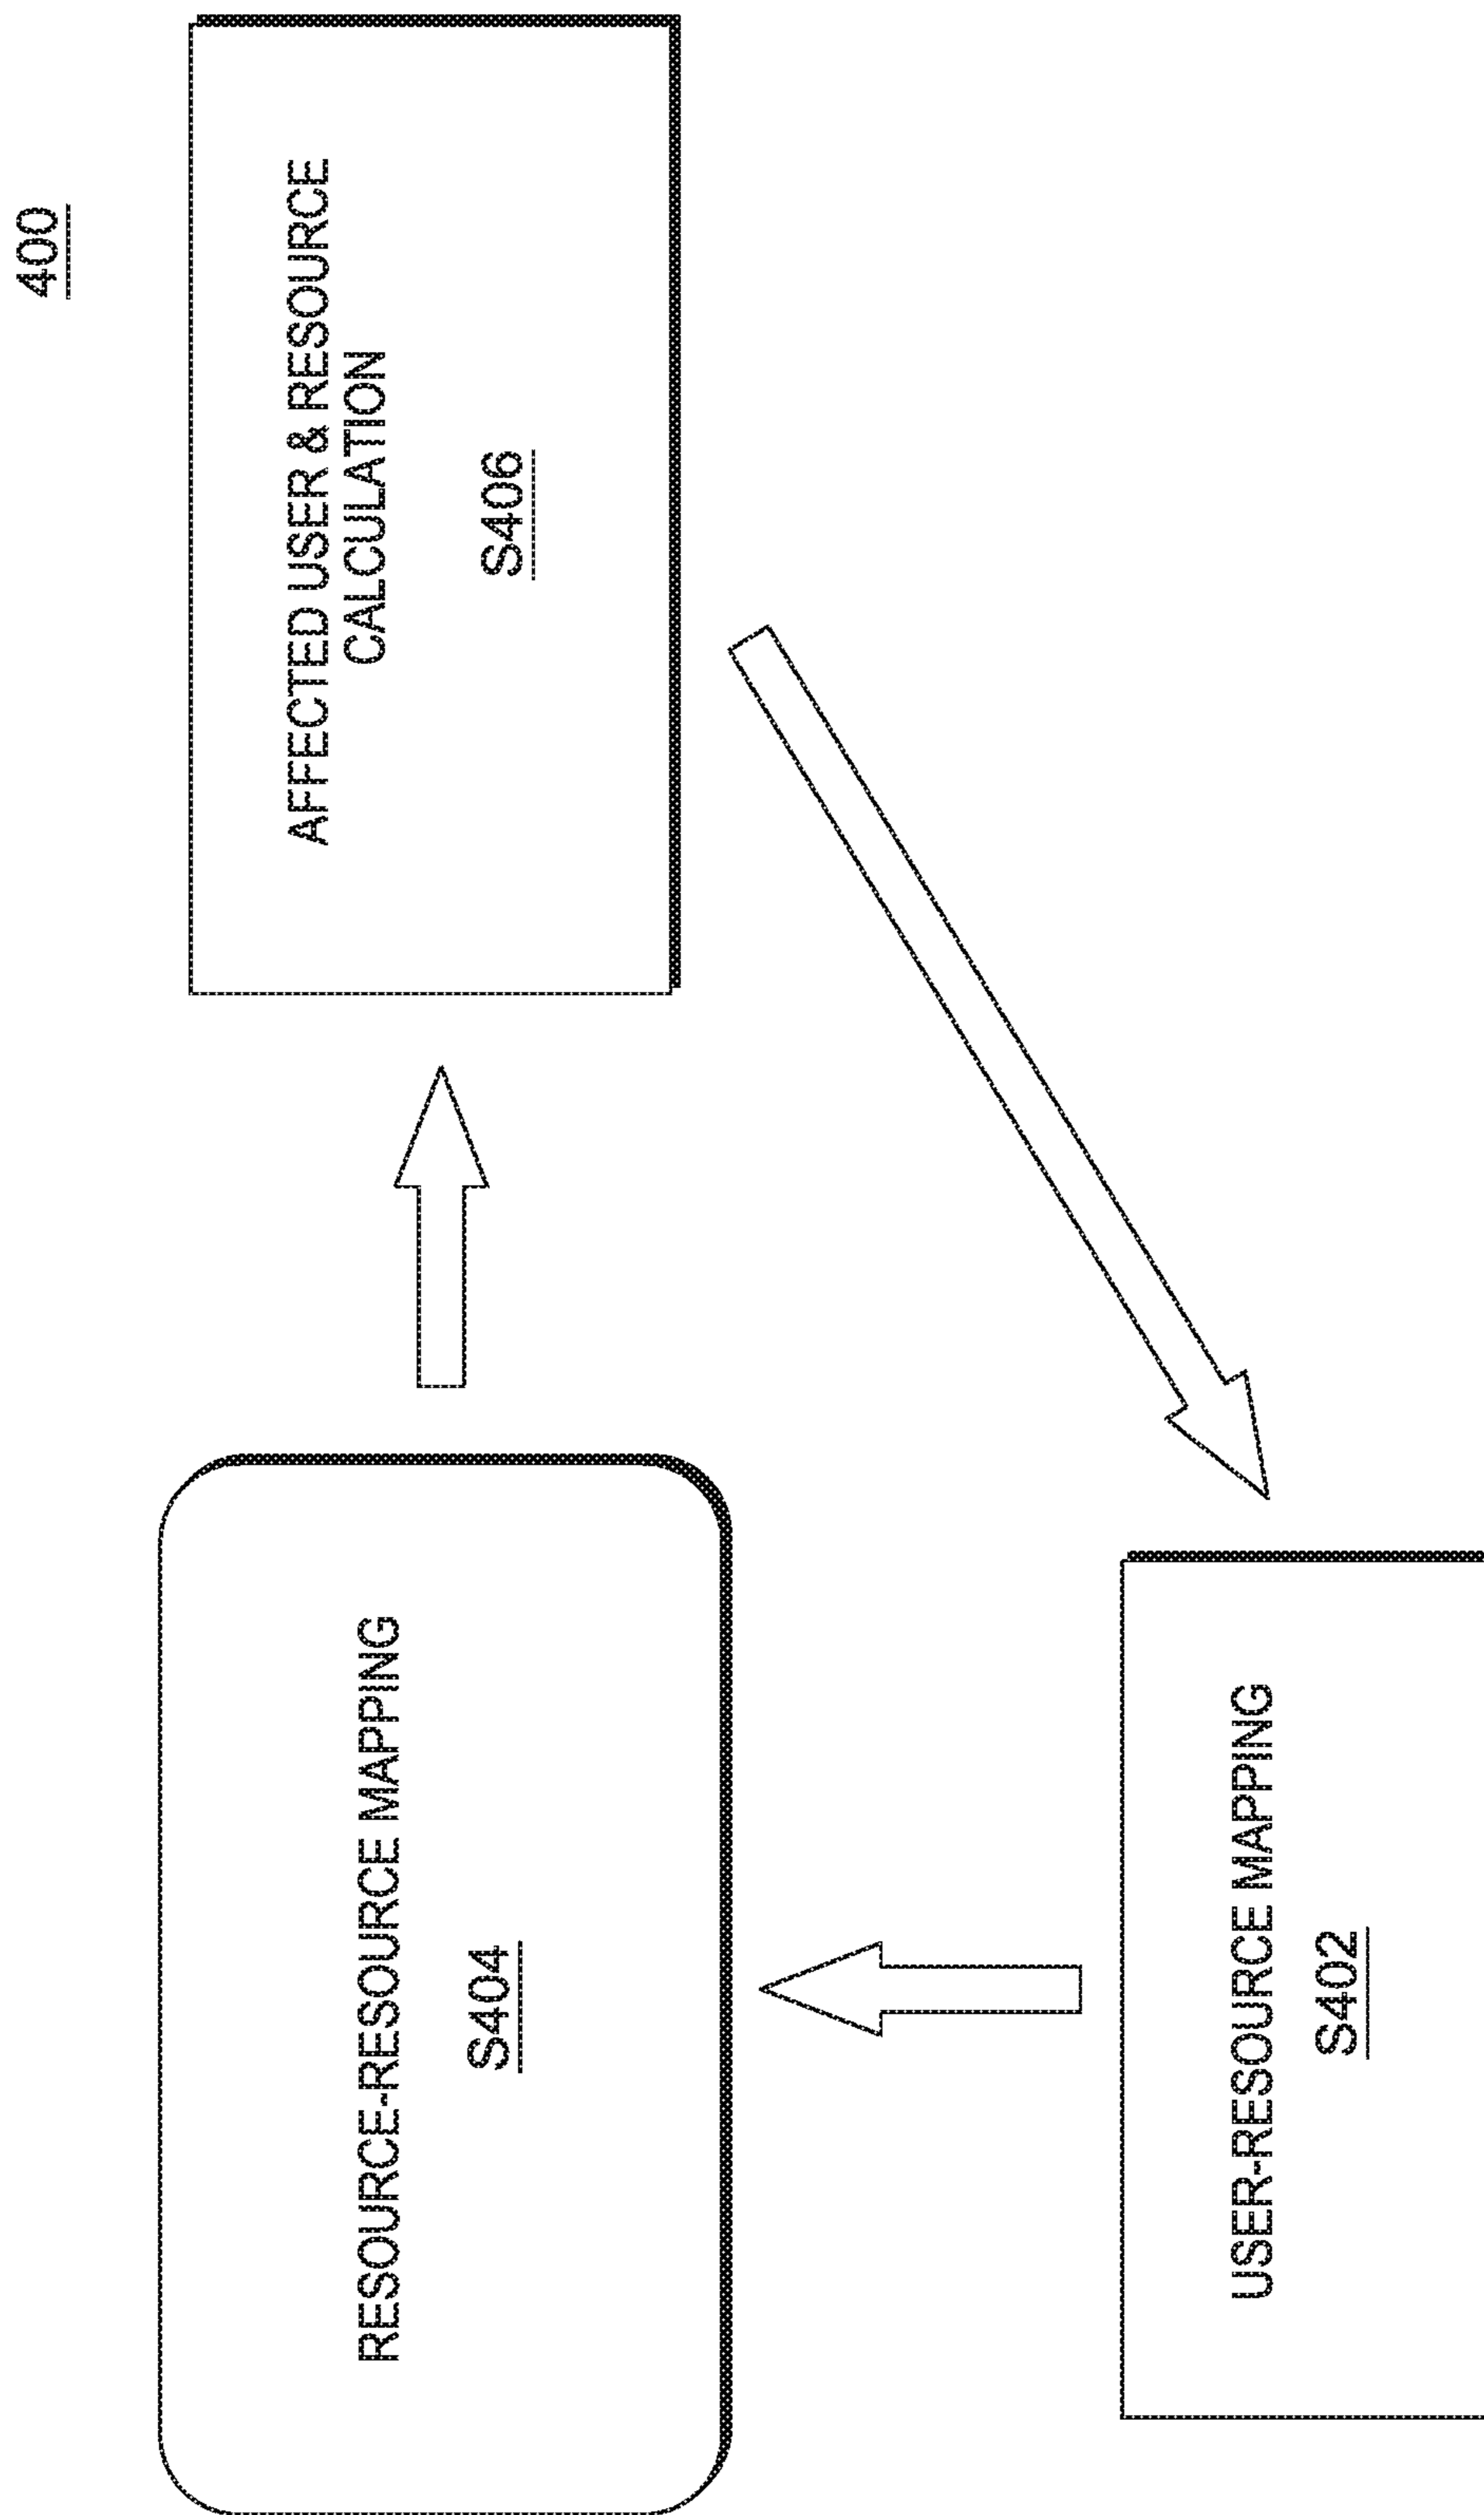 400
RESOURCE-RESOURCE MAPPING
S404
AFFECTED USER & RESOURCE
CALCULATION
S406
USER-RESOURCE MAPPING
S402